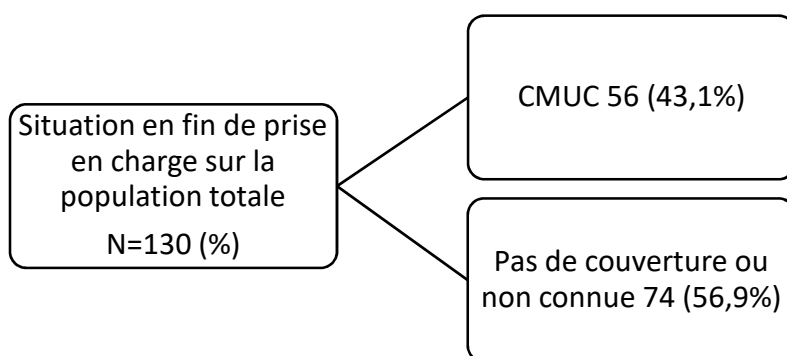 Situation en fin de prise
en charge sur la
population totale
N=130 (%)
CMUC 56 (43,1%)
Pas de couverture ou
non connue 74 (56,9%)